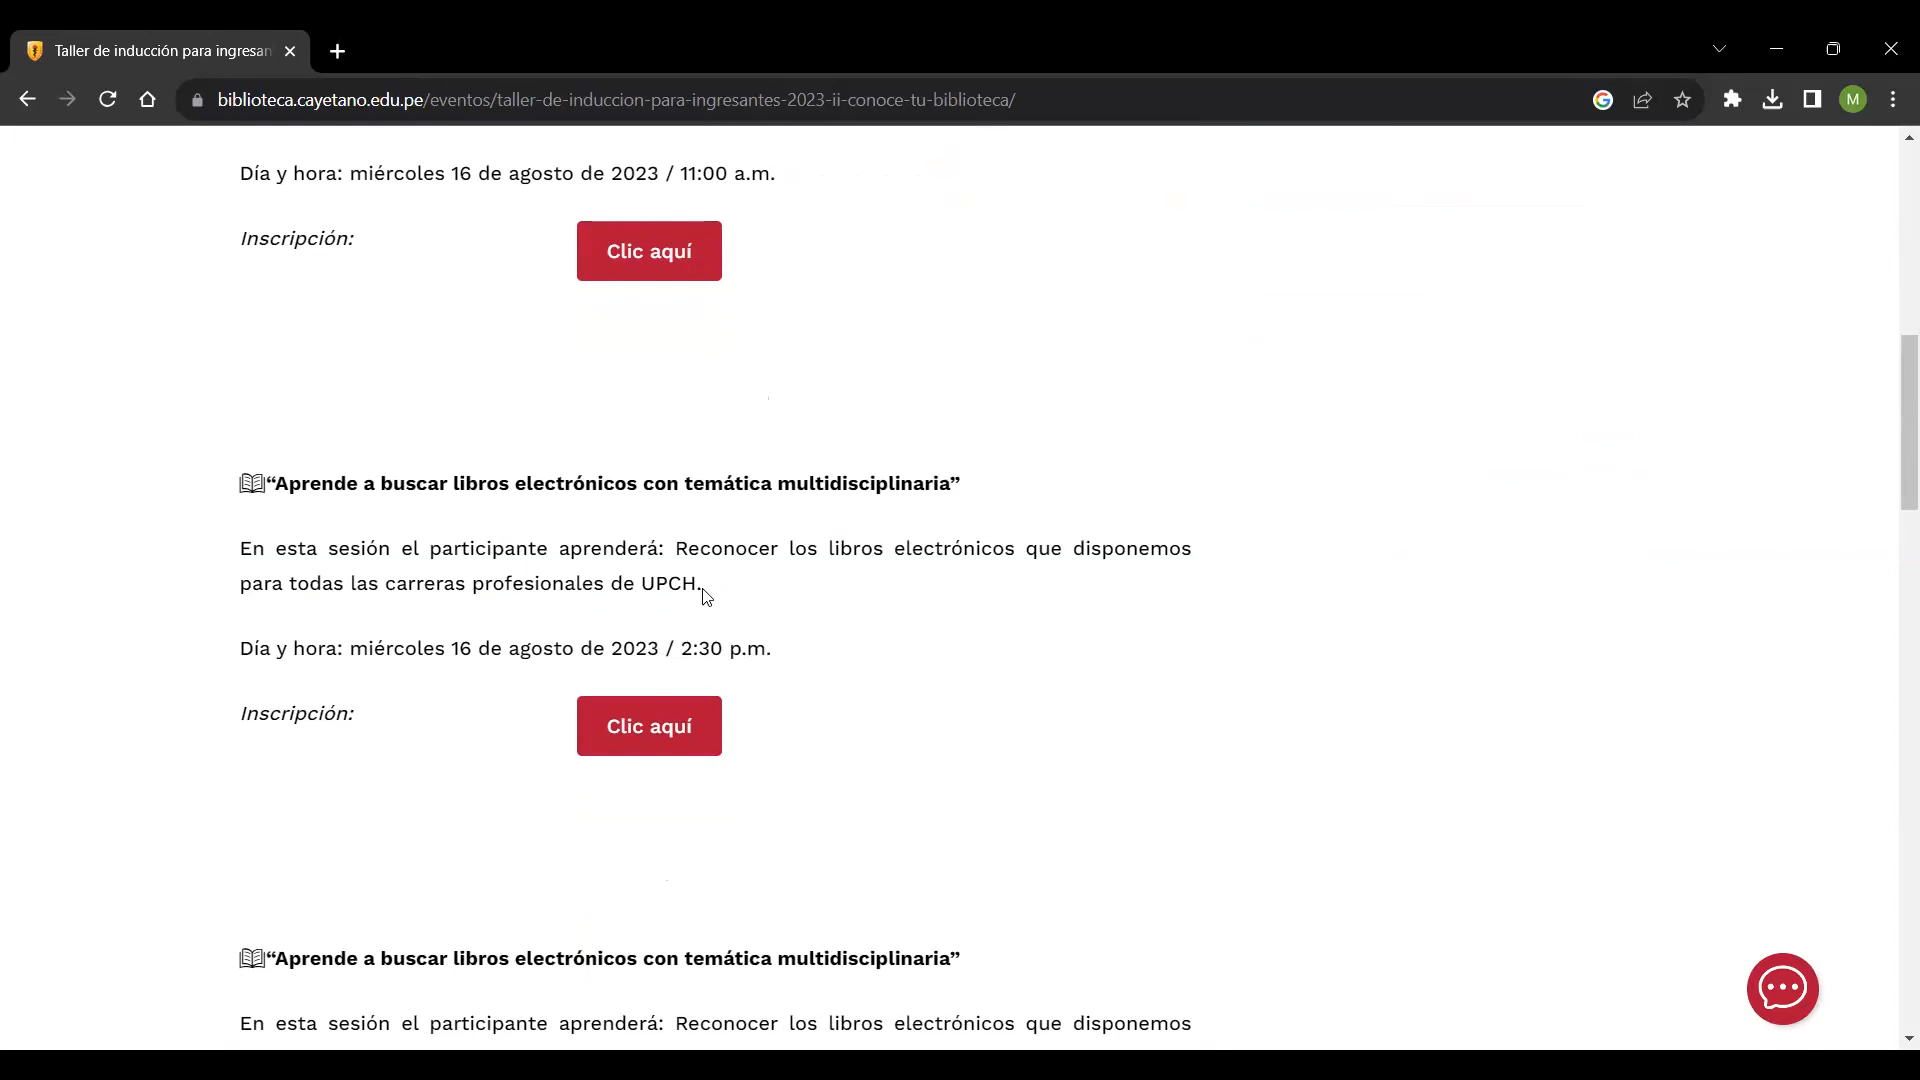 Taller de inducción para ingresan
biblioteca.cayetano.edu.pe/eventos/taller-de-induccion-para-ingresantes-2023-ii-conoce-tu-biblioteca/
M
Día y hora: miércoles 16 de agosto de 2023 / 11:00 a.m.
Inscripción:
Clic aquí
“Aprende a buscar libros electrónicos con temática multidisciplinaria”
En esta sesión el participante aprenderá: Reconocer los libros electrónicos que disponemos
para todas las carreras profesionales de UPCH.
Día y hora: miércoles 16 de agosto de 2023 / 2:30 p.m.
Inscripción:
Clic aquí
“Aprende a buscar libros electrónicos con temática multidisciplinaria”
En esta sesión el participante aprenderá: Reconocer los libros electrónicos que disponemos